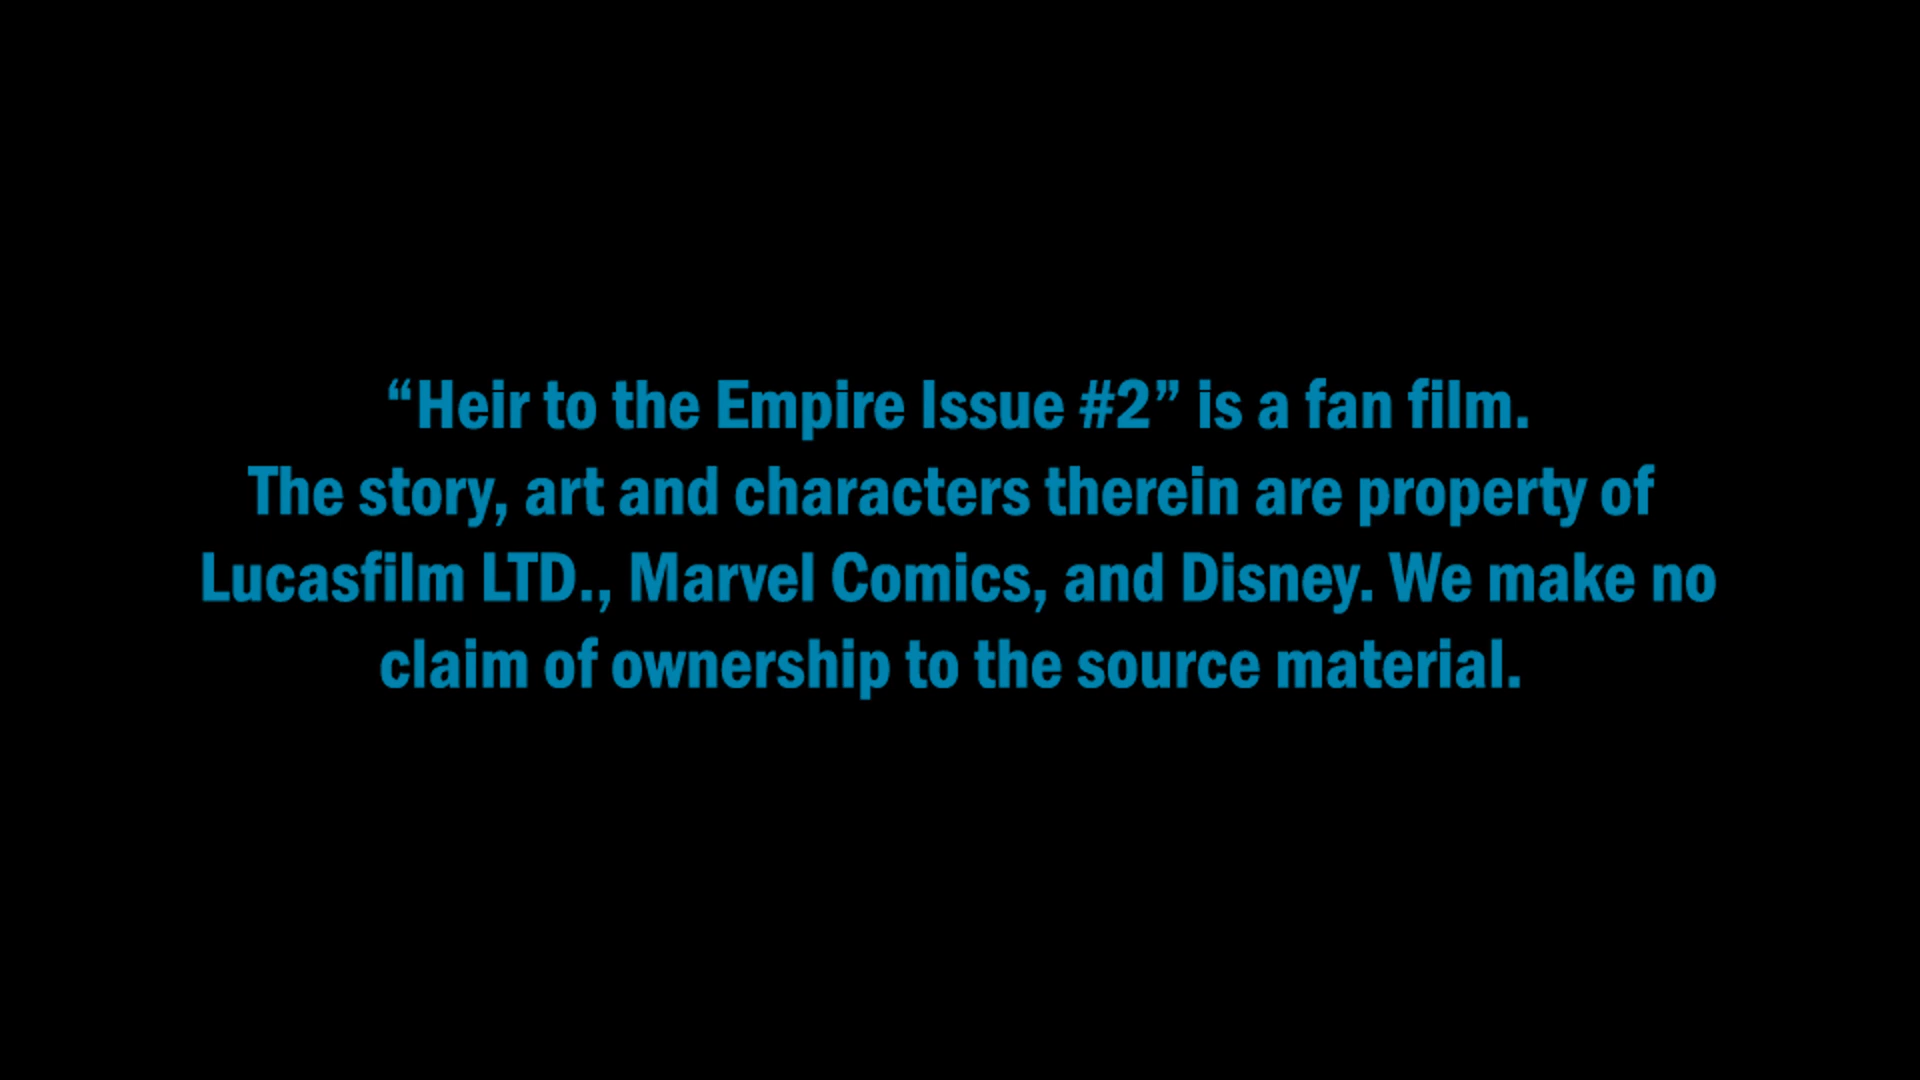 “Heir to the Empire Issue #2” is a fan film.
The story, art and characters therein are property of
Lucasfilm LTD., Marvel Comics, and Disney. We make no
claim of ownership to the source material.